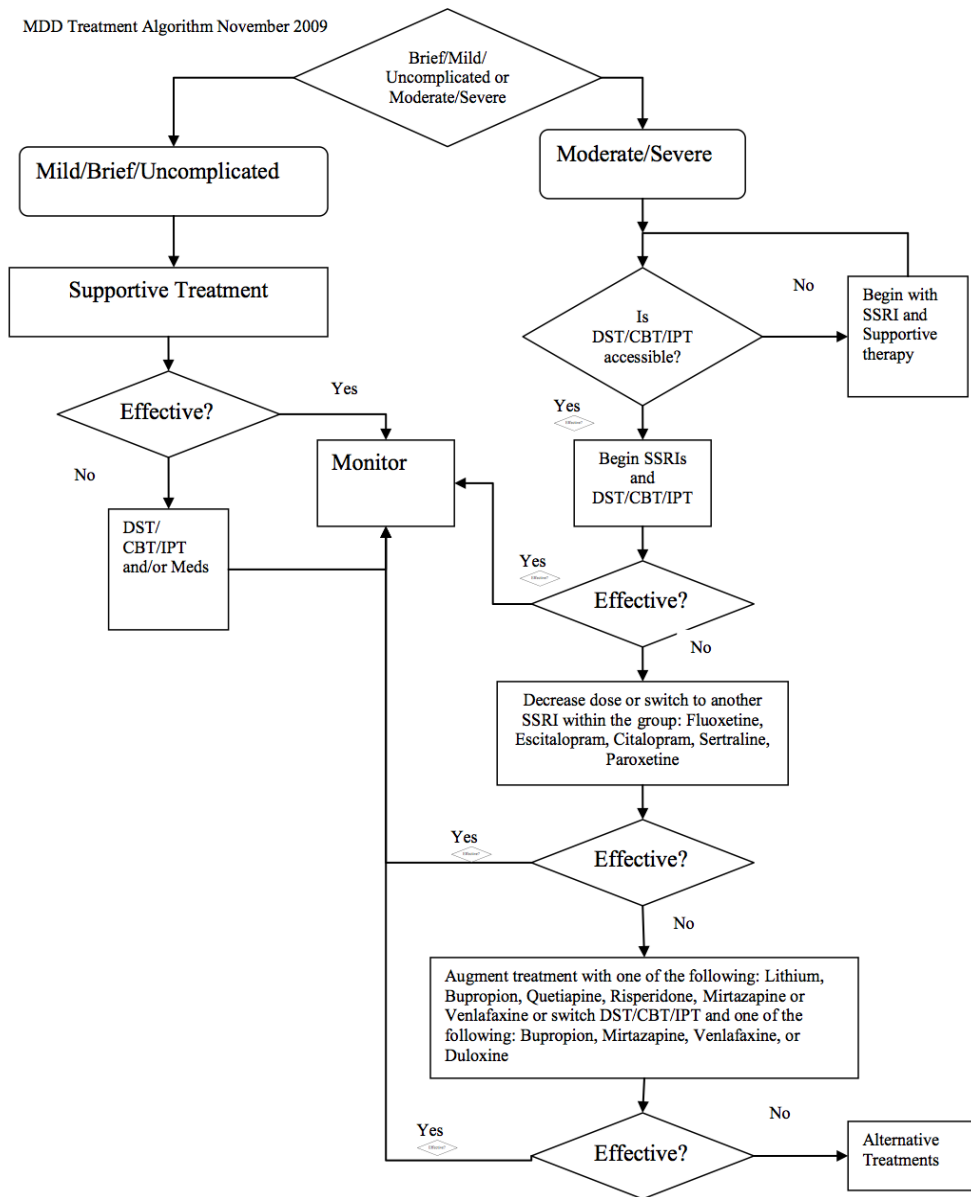 MDD Treatment Algorithm November 2009
Brief/Mild/
Uncomplicated or
Moderate/Severe
Mild/Brief/Uncomplicated
Moderate/Severe
Supportive Treatment
Is
DST/CBT/IPT
accessible?
No
Begin with
SSRI and
Supportive
therapy
Effective?
Yes
No
Monitor
Yes
Effective?
Begin SSRIs
and
DST/CBT/IPT
DST/
CBT/IPT
and/or Meds
Yes
Effective?
Effective?
No
Decrease dose or switch to another
SSRI within the group: Fluoxetine,
Escitalopram, Citalopram, Sertraline,
Paroxetine
Yes
Effective?
Effective?
No
Augment treatment with one of the following: Lithium,
Bupropion, Quetiapine, Risperidone, Mirtazapine or
Venlafaxine or switch DST/CBT/IPT and one of the
following: Bupropion, Mirtazapine, Venlafaxine, or
Duloxine
Yes
Effective?
Effective?
No
Alternative
Treatments